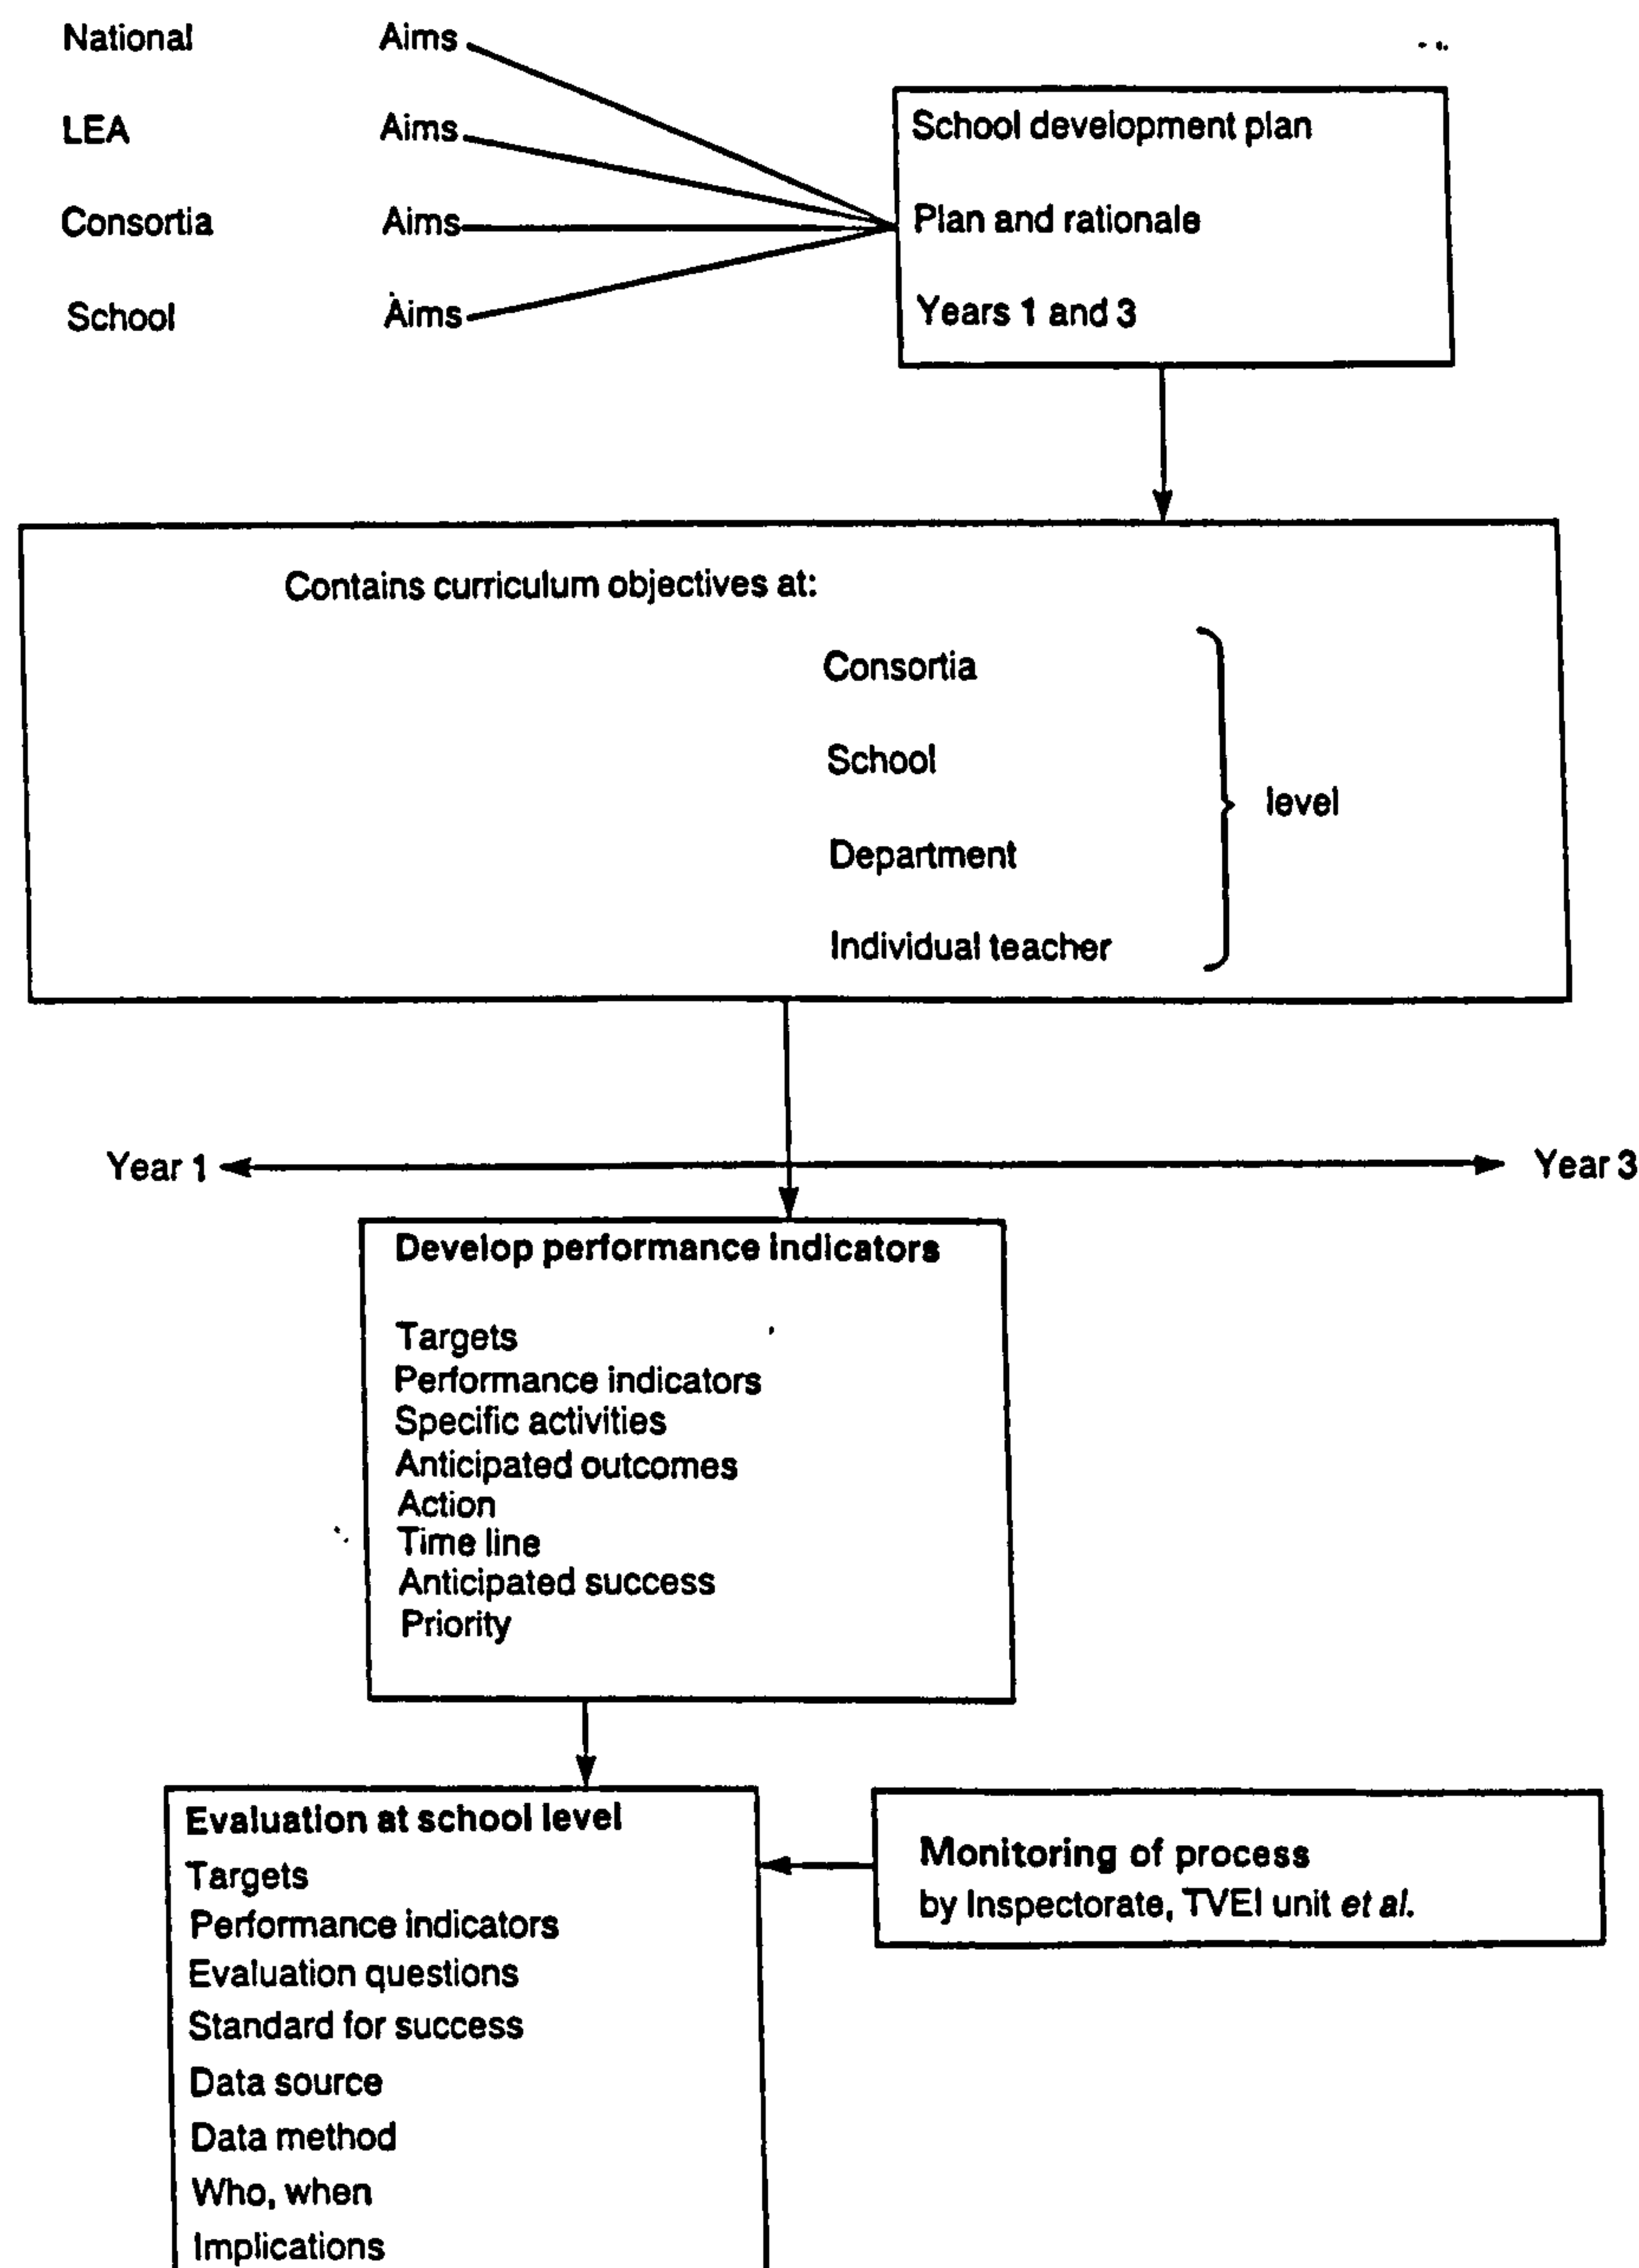 National Aims
LEA Aims
Consortia Aims
School Aims
School development plan
Plan and rationale
Years 1 and 3
Contains curriculum objectives at:
Consortia
School
Department
Individual teacher
level
Year 1
Year 3
Develop performance indicators
Targets
Performance indicators
Specific activities
Anticipated outcomes
Action
Time line
Anticipated success
Priority
Evaluation at school level
Targets
Performance indicators
Evaluation questions
Standard for success
Data source
Data method
Who, when
Implications
Monitoring of process
by Inspectorate, TVEI unit et al.